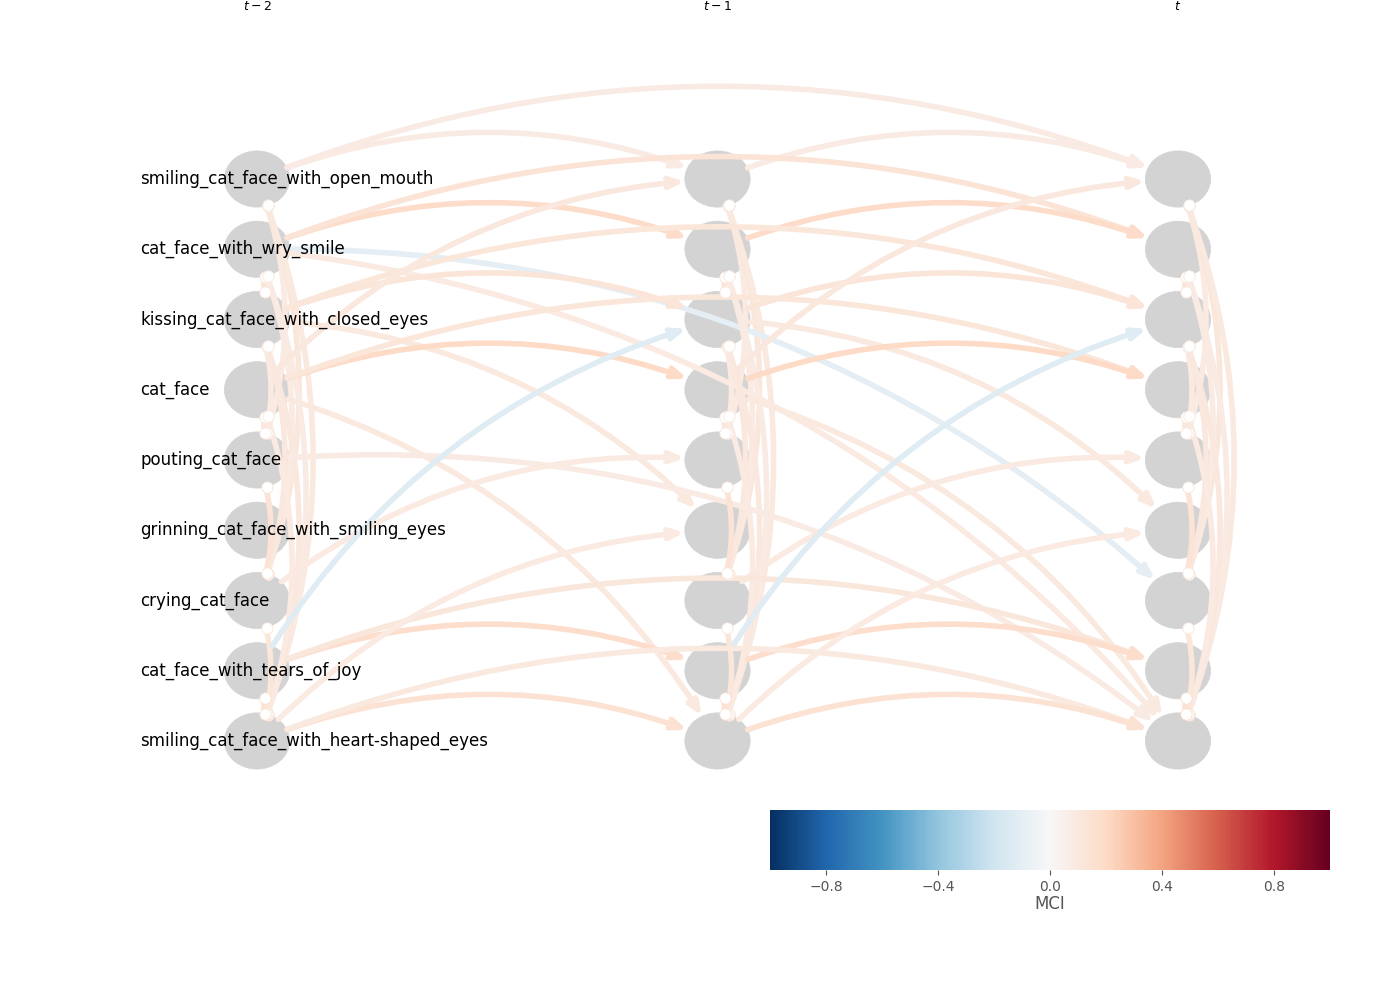 t − 2 t − 1 t
smiling_cat_face_with_open_mouth
cat_face_with_wry_smile
kissing_cat_face_with_closed_eyes
cat_face
pouting_cat_face
grinning_cat_face_with_smiling_eyes
crying_cat_face
cat_face_with_tears_of_joy
smiling_cat_face_with_heart-shaped_eyes
−0.8 −0.4 0.0 0.4 0.8
MCI